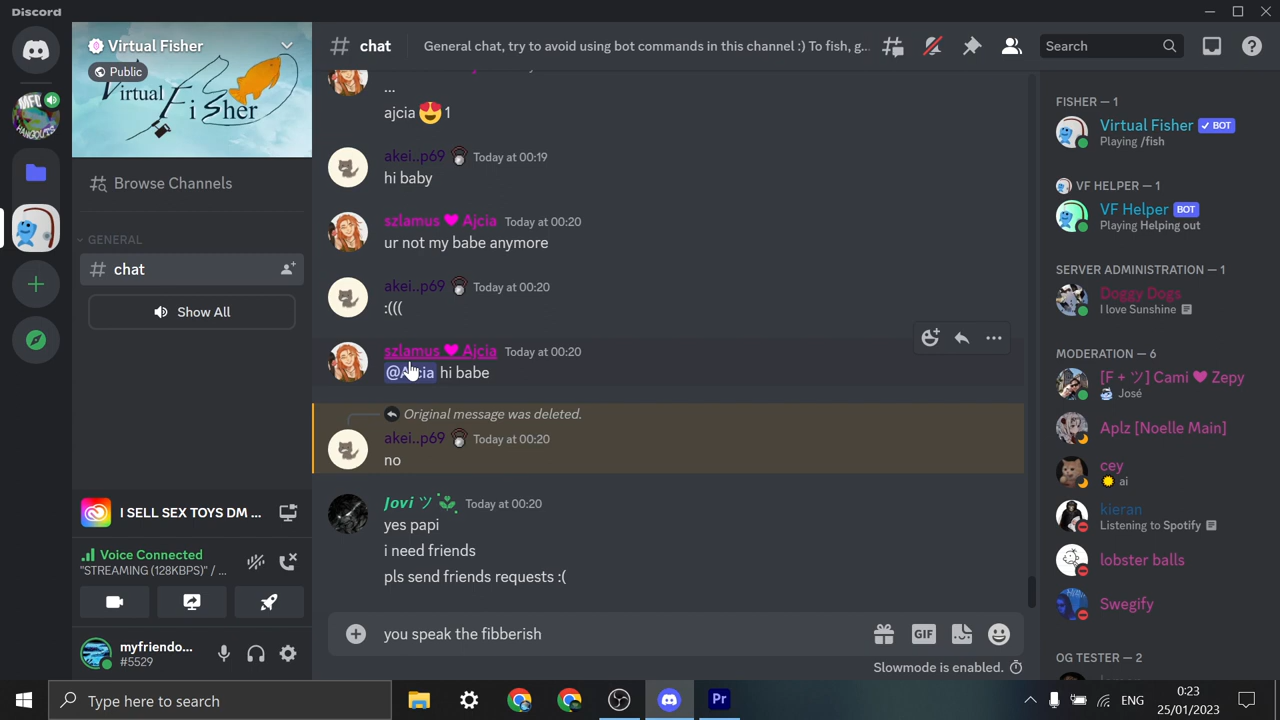 Discord
Virtual Fisher
Public
Virtual Fisher
Browse Channels
GENERAL
chat
Show All
I SELL SEX TOYS DM ...
Voice Connected
"STREAMING (128KBPS)" / ...
myfriendo...
#5529
chat
General chat, try to avoid using bot commands in this channel :) To fish, g...
Search
...
ajcia 😍 1
akei..p69 Today at 00:19
hi baby
szlamus ♥ Ajcia Today at 00:20
ur not my babe anymore
akei..p69 Today at 00:20
:(((
szlamus ♥ Ajcia Today at 00:20
@Ajcia hi babe
Original message was deleted.
akei..p69 Today at 00:20
no
Jovi ツ Today at 00:20
yes papi
i need friends
pls send friends requests :(
you speak the fibberish
GIF
Slowmode is enabled.
FISHER — 1
Virtual Fisher ✓ BOT
Playing /fish
VF HELPER — 1
VF Helper BOT
Playing Helping out
SERVER ADMINISTRATION — 1
Doggy Dogs
I love Sunshine
MODERATION — 6
[F + ツ] Cami ♥ Zepy
José
Aplz [Noelle Main]
cey
ai
kieran
Listening to Spotify
lobster balls
Swegify
OG TESTER — 2
Type here to search
Pr
ENG
0:23
25/01/2023